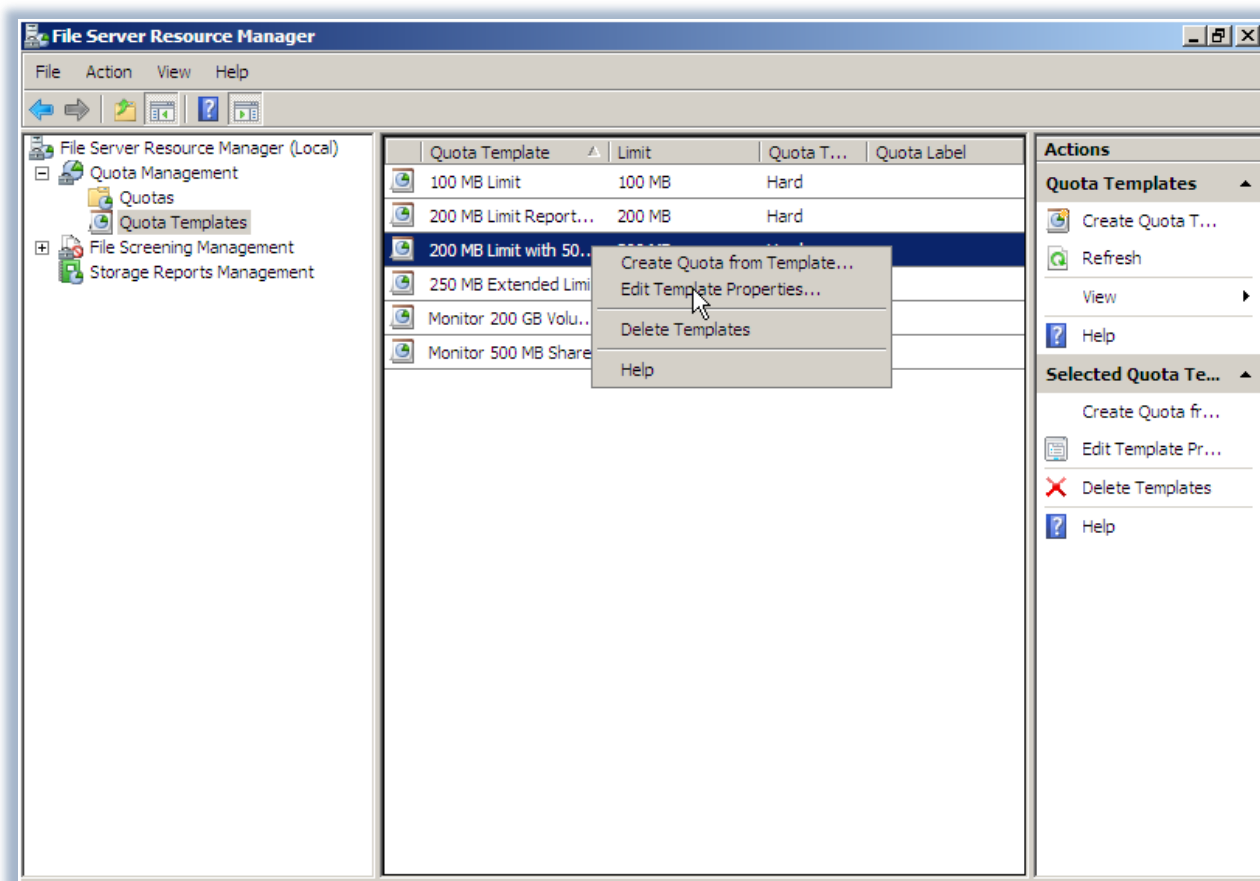 File Server Resource Manager
File Action View Help
File Server Resource Manager (Local)
Quota Management
Quotas
Quota Templates
File Screening Management
Storage Reports Management
Quota Template Limit Quota T... Quota Label
100 MB Limit 100 MB Hard
200 MB Limit Report... 200 MB Hard
200 MB Limit with 50...
250 MB Extended Limi
Monitor 200 GB Volu...
Monitor 500 MB Share
Create Quota from Template...
Edit Template Properties...
Delete Templates
Help
Actions
Quota Templates
Create Quota T...
Refresh
View
Help
Selected Quota Te...
Create Quota fr...
Edit Template Pr...
Delete Templates
Help